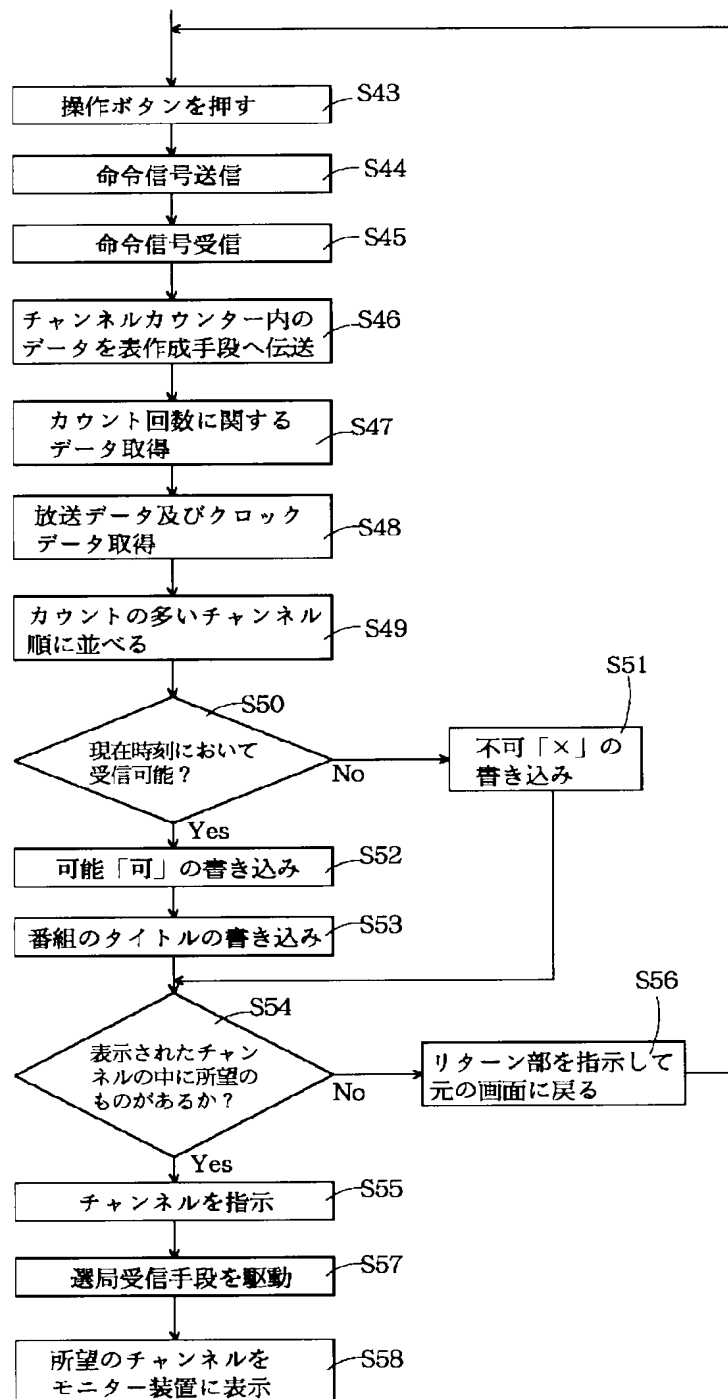 操作ボタンを押す
S43
命令信号送信
S44
命令信号受信
S45
チャンネルカウンター内の
データを表作成手段へ伝送
S46
カウント回数に関する
データ取得
S47
放送データ及びクロック
データ取得
S48
カウントの多いチャンネル
順に並べる
S49
S50
現在時刻において
受信可能？
No
Yes
S51
不可「×」の
書き込み
可能「可」の書き込み
S52
番組のタイトルの書き込み
S53
S54
表示されたチャン
ネルの中に所望の
ものがあるか？
No
Yes
S56
リターン部を指示して
元の画面に戻る
チャンネルを指示
S55
選局受信手段を駆動
S57
所望のチャンネルを
モニター装置に表示
S58